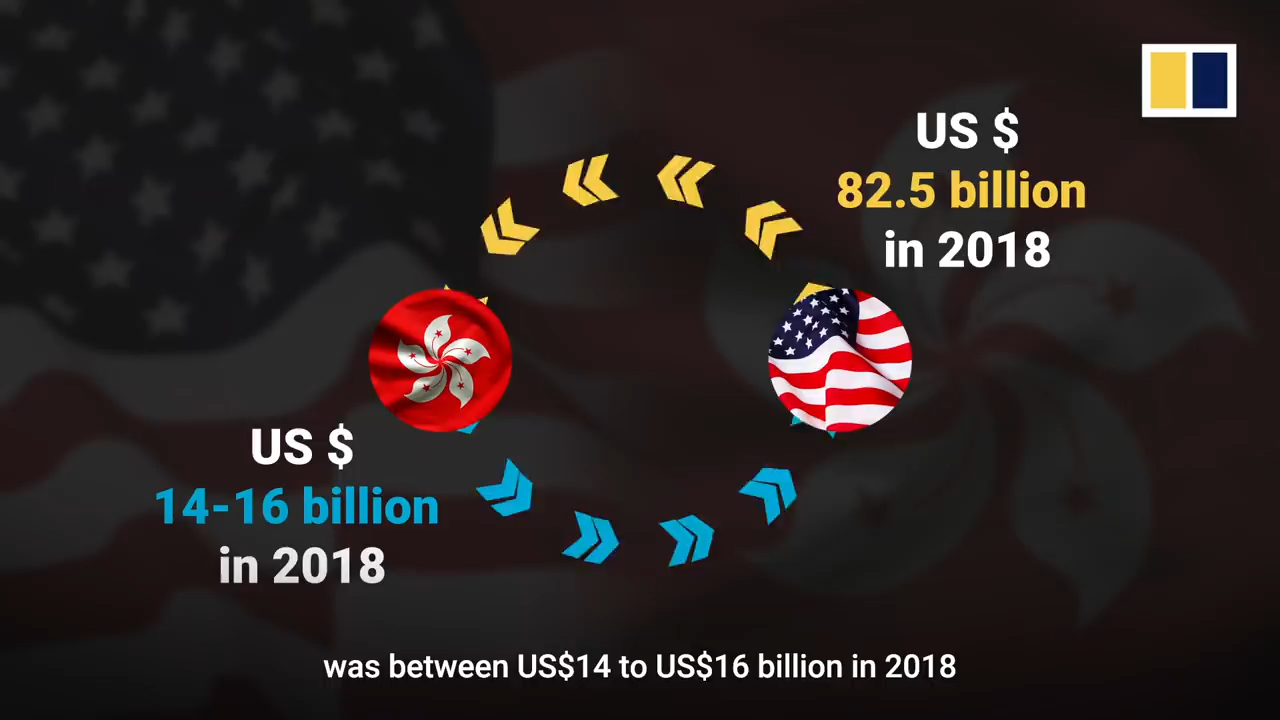 US $
82.5 billion
in 2018
US $
14-16 billion
in 2018
was between US$14 to US$16 billion in 2018